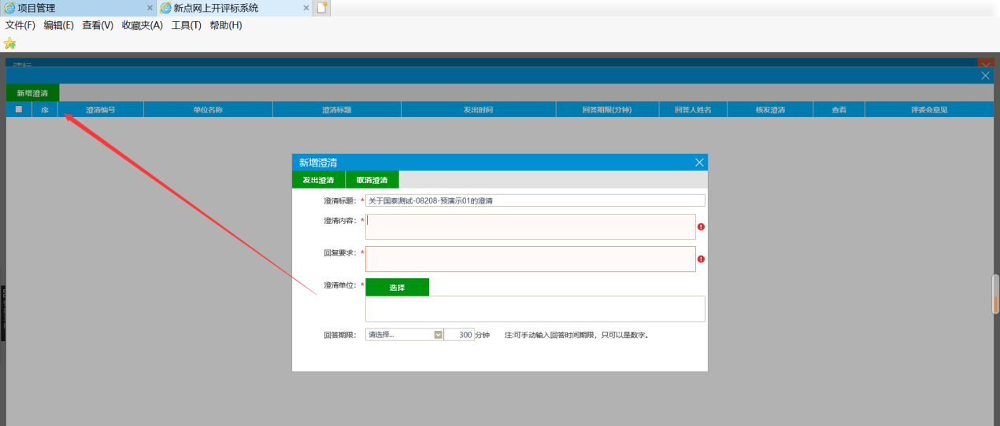 项目管理 新点网上开评标系统
文件(F) 编辑(E) 查看(V) 收藏夹(A) 工具(T) 帮助(H)
清标
新增澄清
序 澄清编号 单位名称 澄清标题 发出时间 回答期限(分钟) 回答人姓名 核发澄清 查看 评委会意见
新增澄清
发出澄清 取消澄清
澄清标题：* 关于国泰测试-08208-预演示01的澄清
澄清内容：*
回复要求：*
澄清单位：* 选择
回答期限： 请选择... 300 分钟 注:可手动输入回答时间期限，只可以是数字。